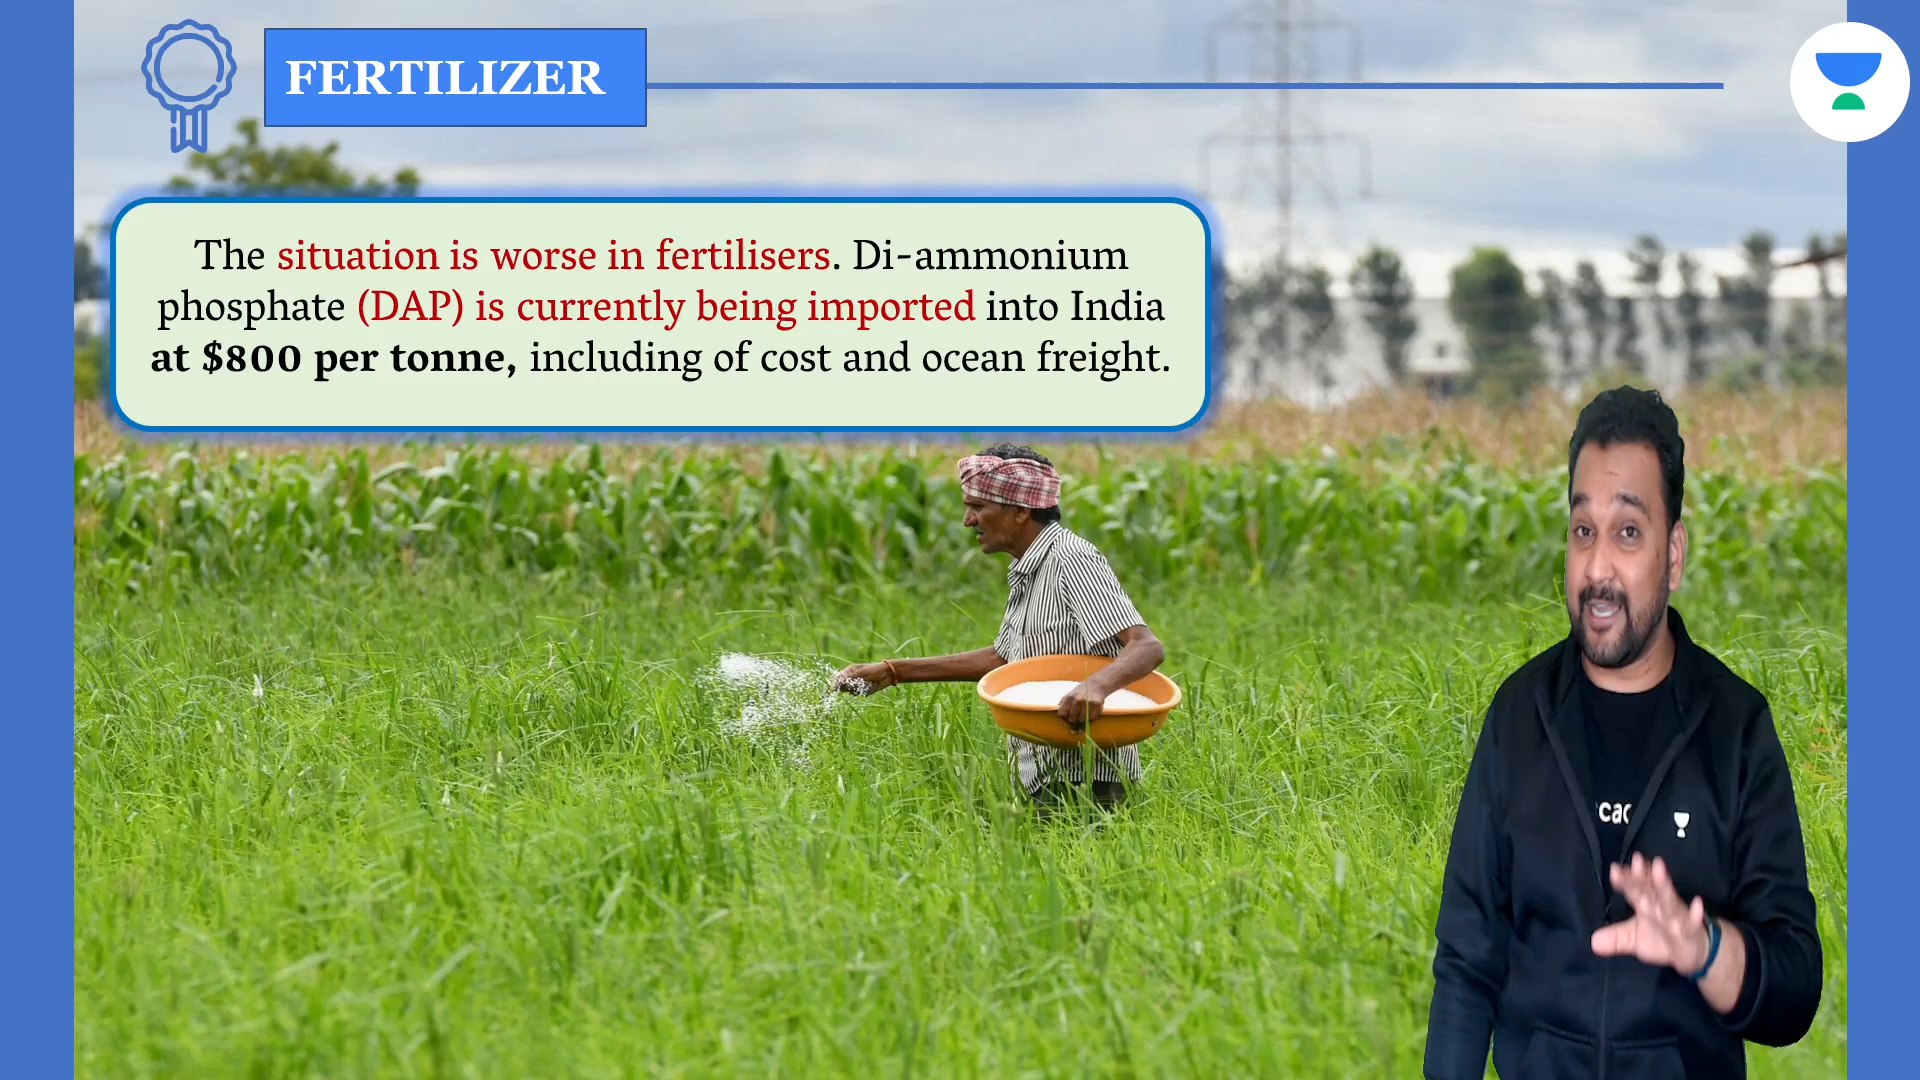 FERTILIZER
The situation is worse in fertilisers. Di-ammonium
phosphate (DAP) is currently being imported into India
at $800 per tonne, including of cost and ocean freight.
cad